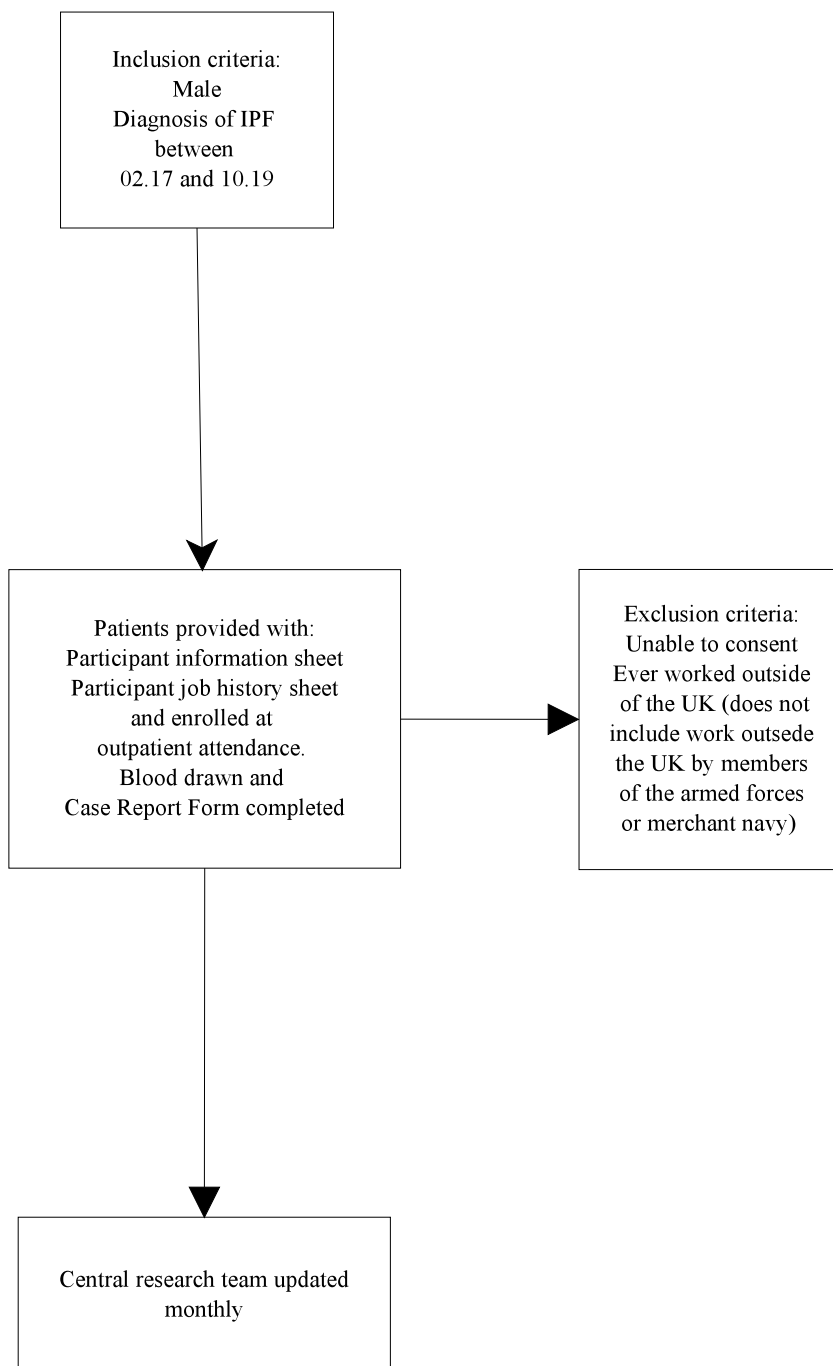 Inclusion criteria:
Male
Diagnosis of IPF
between
02.17 and 10.19
Patients provided with:
Participant information sheet
Participant job history sheet
and enrolled at
outpatient attendance.
Blood drawn and
Case Report Form completed
Exclusion criteria:
Unable to consent
Ever worked outside
of the UK (does not
include work outsede
the UK by members
of the armed forces
or merchant navy)
Central research team updated
monthly